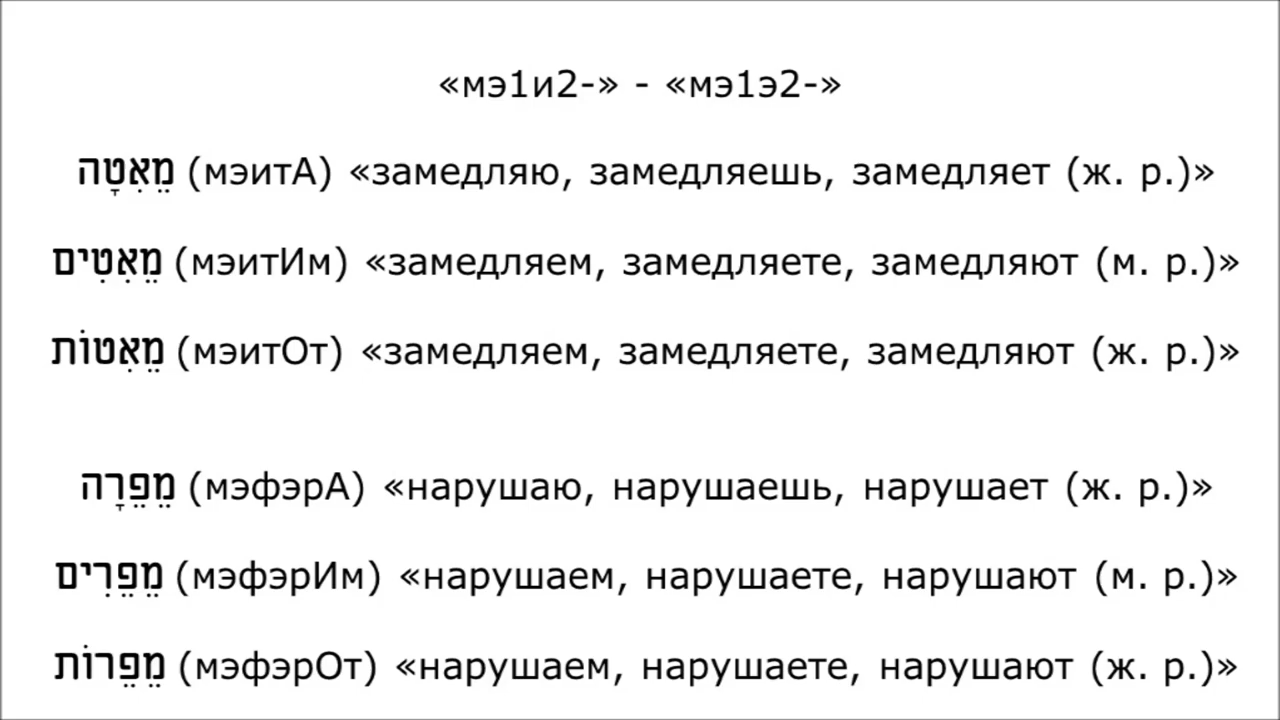 «мэ1и2-» - «мэ1э2-»
מֵאִטָה (мэитА) «замедляю, замедляешь, замедляет (ж. р.)»
מֵאִטִים (мэитИм) «замедляем, замедляете, замедляют (м. р.)»
מֵאִטוֹת (мэитОт) «замедляем, замедляете, замедляют (ж. р.)»
מֵפֵרָה (мэфэрА) «нарушаю, нарушаешь, нарушает (ж. р.)»
מֵפֵרִים (мэфэрИм) «нарушаем, нарушаете, нарушают (м. р.)»
מֵפֵרוֹת (мэфэрОт) «нарушаем, нарушаете, нарушают (ж. р.)»